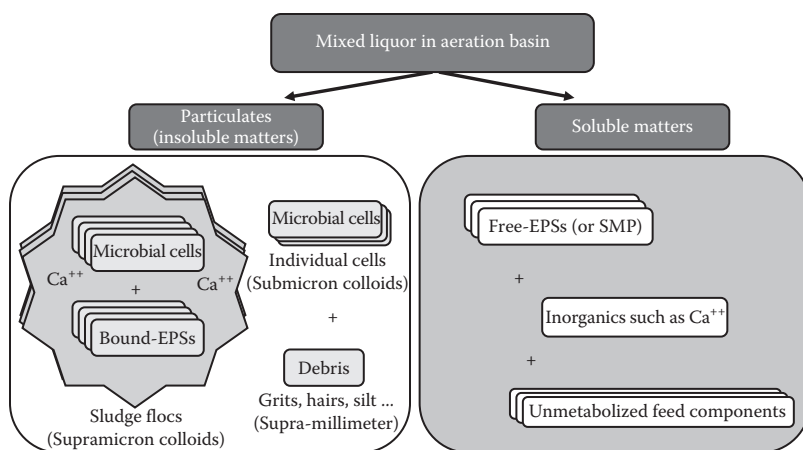 Mixed liquor in aeration basin
Particulates
(insoluble matters)
Soluble matters
Microbial cells
Ca⁺⁺
+
Ca⁺⁺
Bound-EPSs
Sludge flocs
(Supramicron colloids)
Microbial cells
Individual cells
(Submicron colloids)
+
Debris
Grits, hairs, silt ...
(Supra-millimeter)
Free-EPSs (or SMP)
+
Inorganics such as Ca⁺⁺
+
Unmetabolized feed components